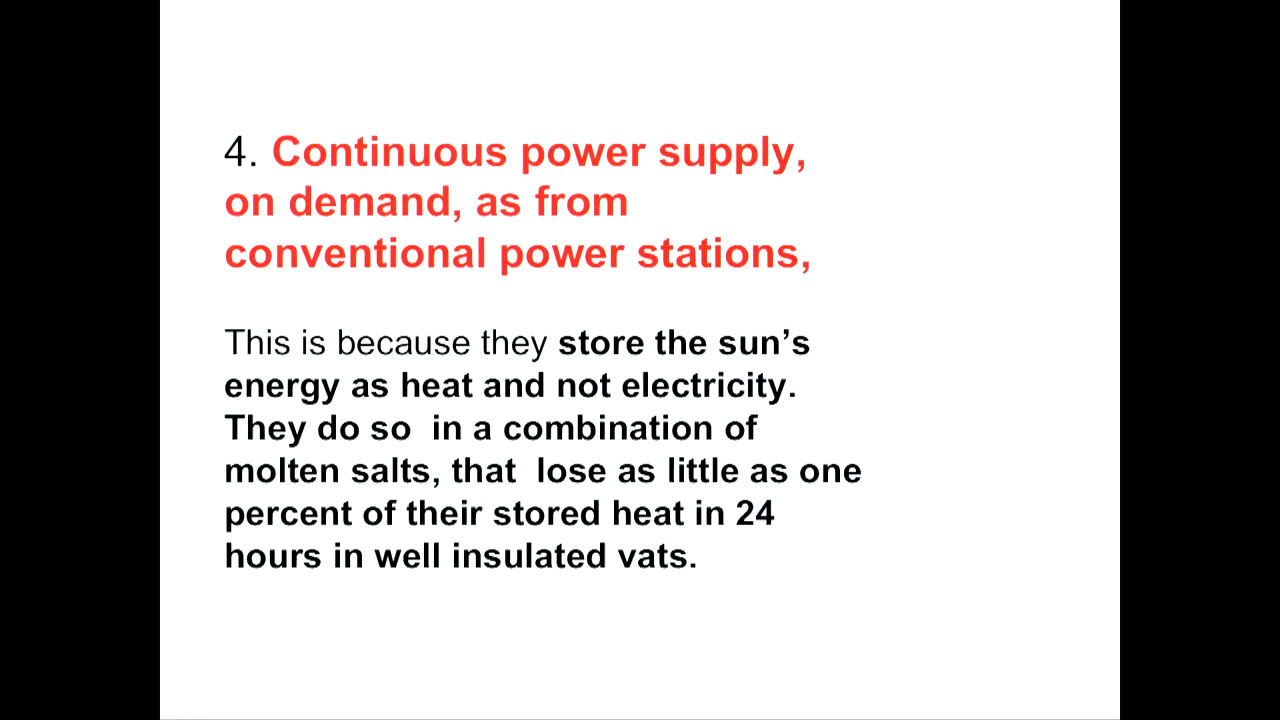 4. Continuous power supply,
on demand, as from
conventional power stations,
This is because they store the sun’s
energy as heat and not electricity.
They do so  in a combination of
molten salts, that  lose as little as one
percent of their stored heat in 24
hours in well insulated vats.